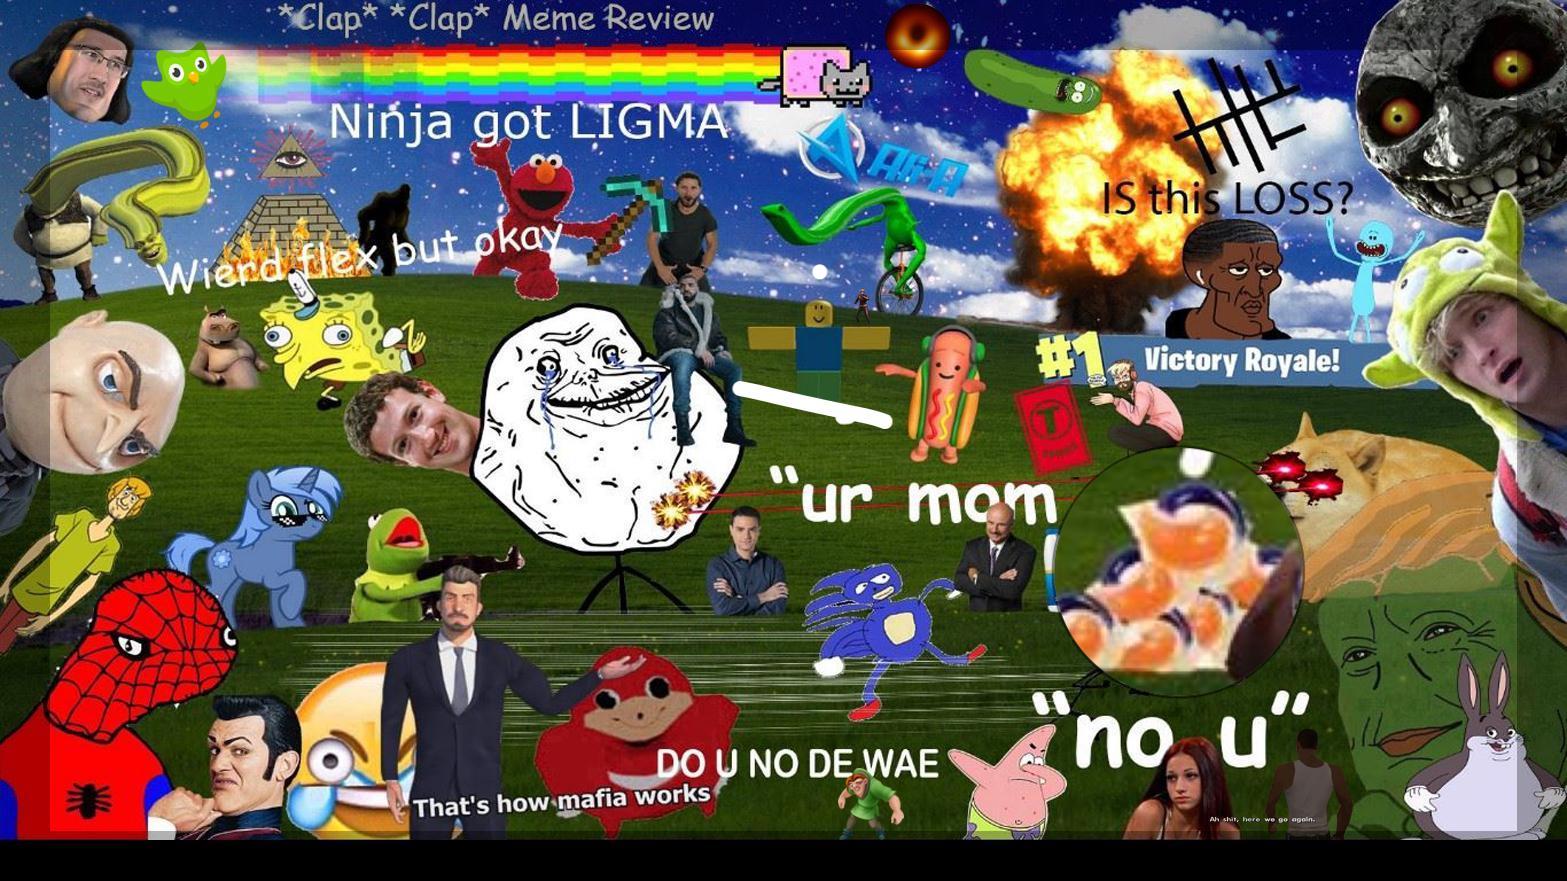 *Clap* *Clap* Meme Review
Ninja got LIGMA
Ali-A
IS this LOSS?
Wierd flex but okay
t
#1 Victory Royale!
T
"ur mom
"no u"
DO U NO DE WAE
That's how mafia works
Ah shit, here we go again.